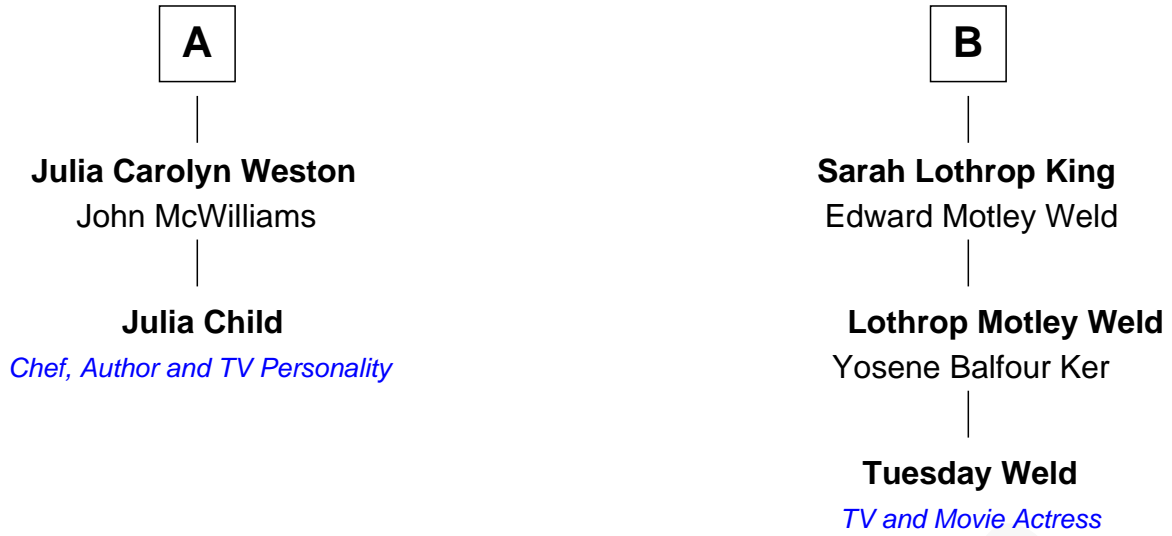 A
Julia Carolyn Weston
John McWilliams
Julia Child
Chef, Author and TV Personality
B
Sarah Lothrop King
Edward Motley Weld
Lothrop Motley Weld
Yosene Balfour Ker
Tuesday Weld
TV and Movie Actress